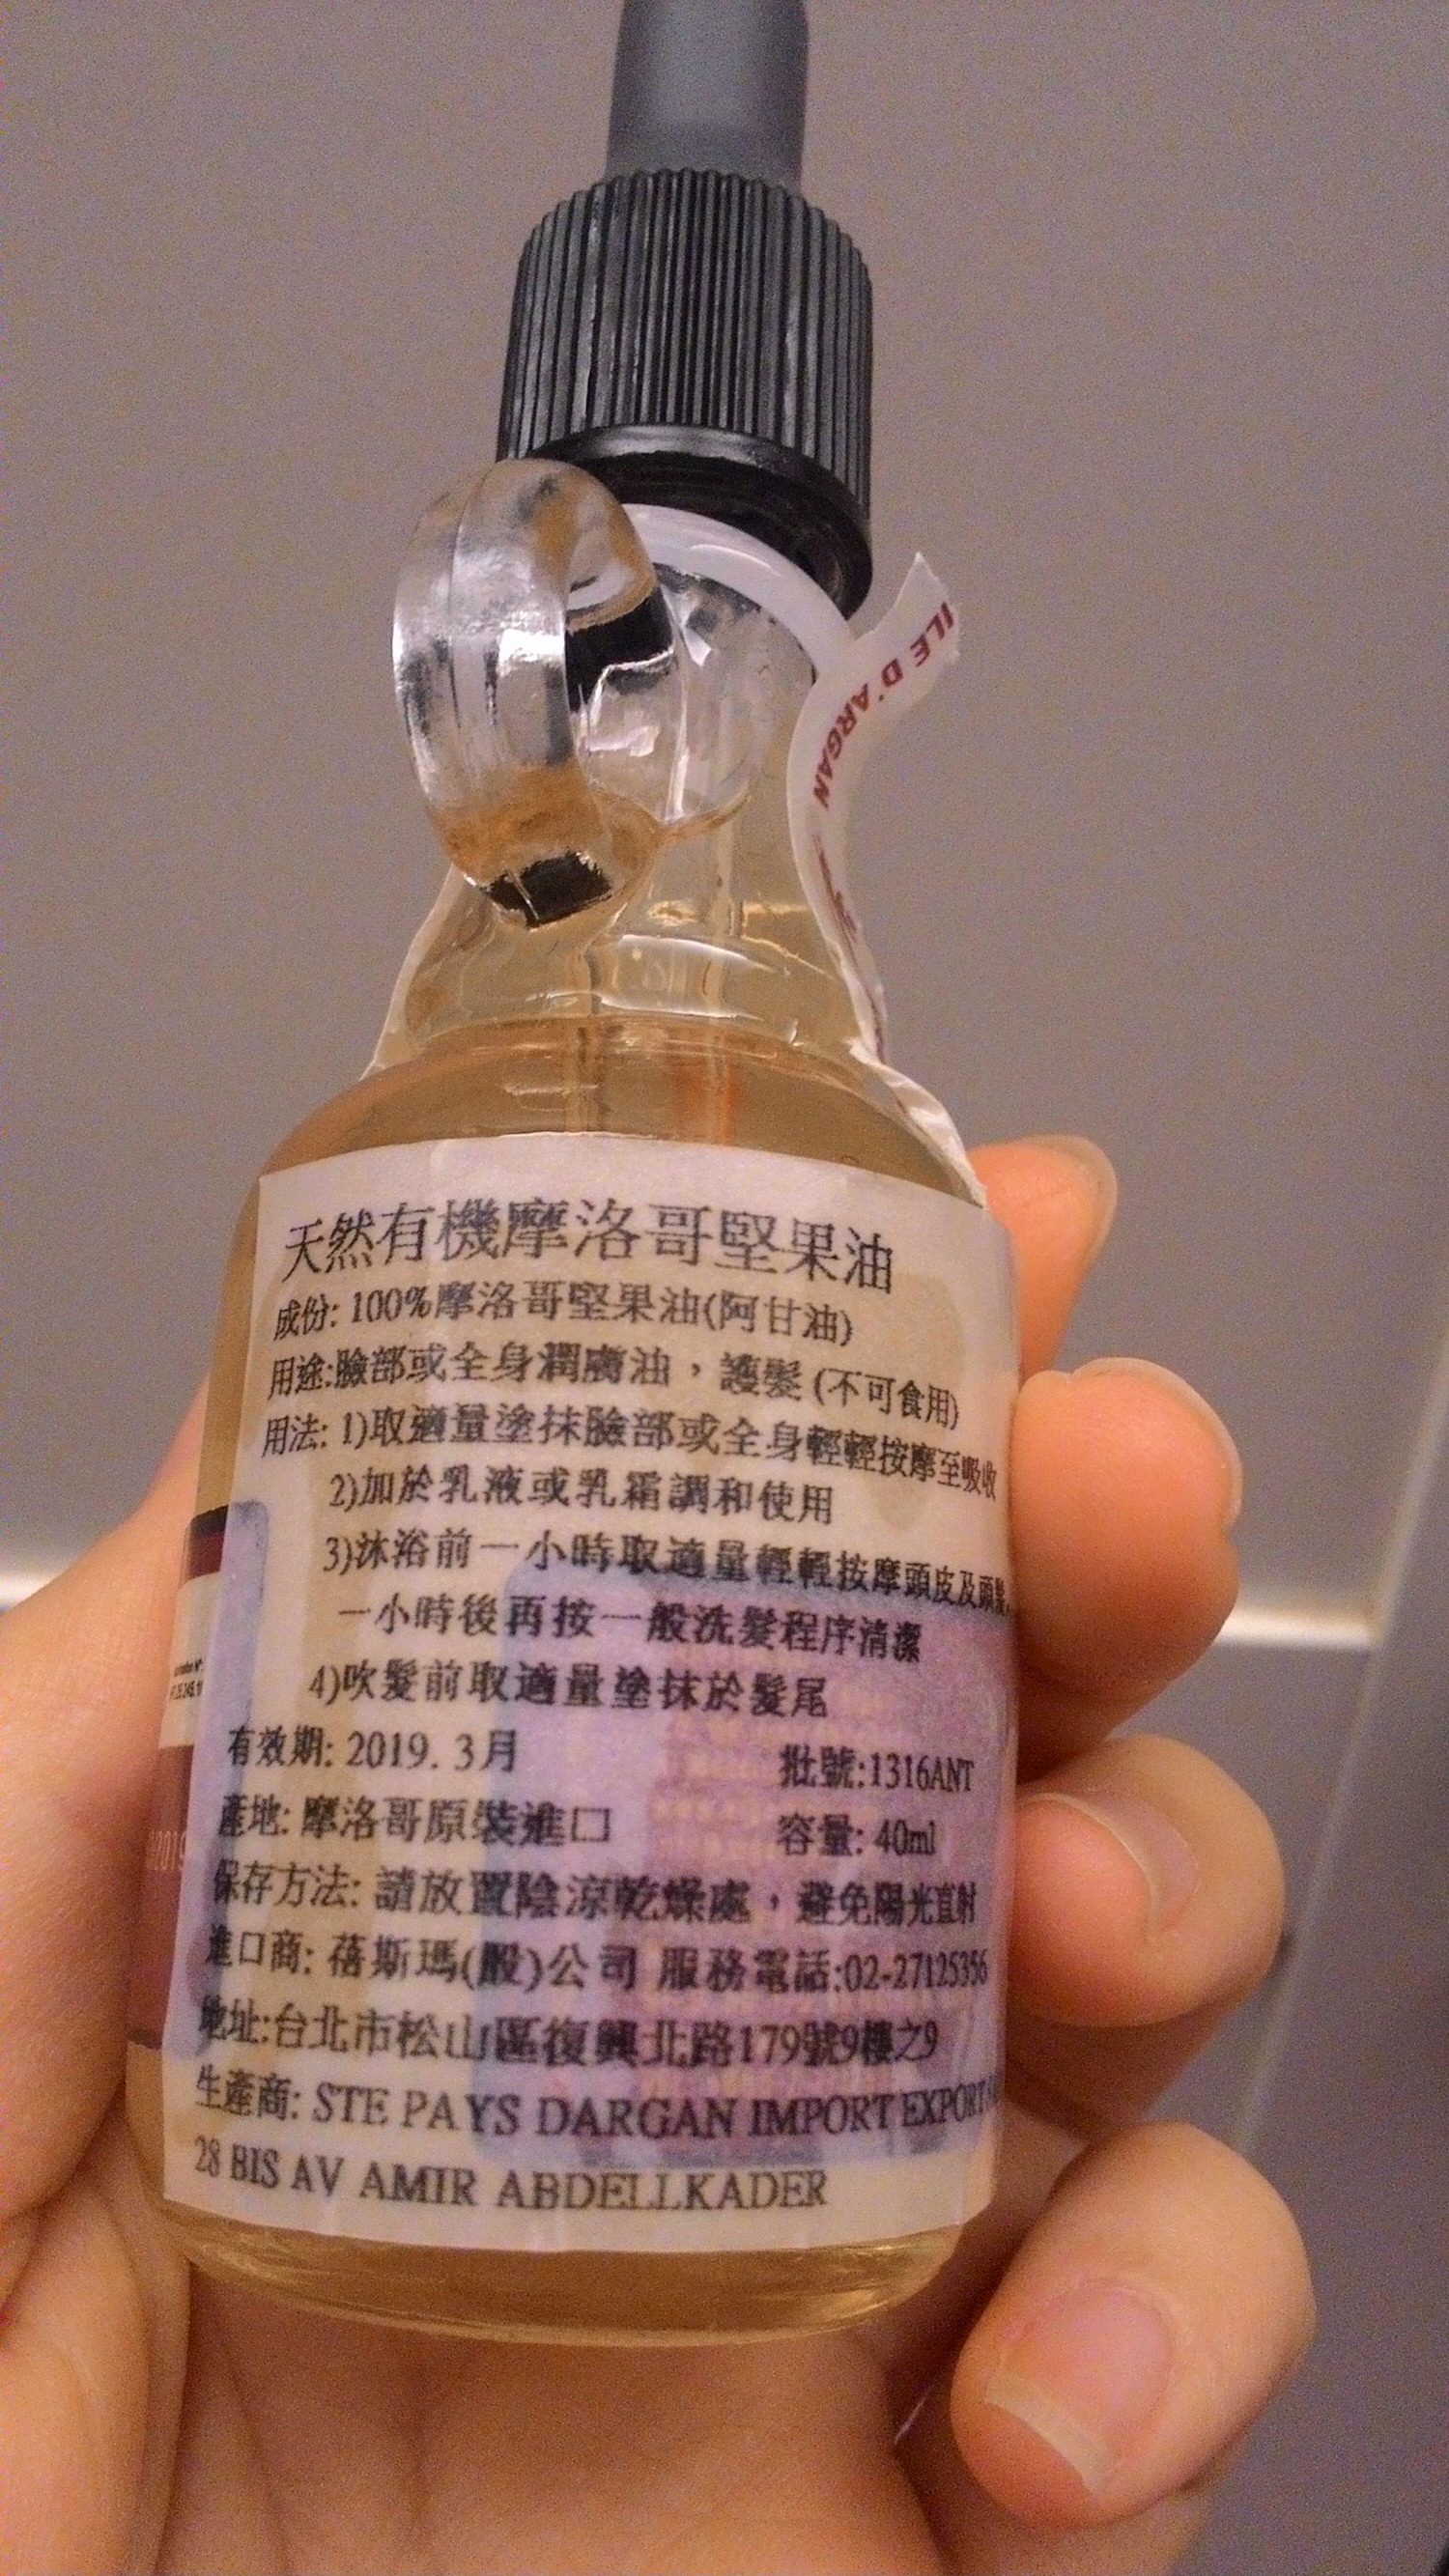 ILE D'ARGAN
天然有機摩洛哥堅果油
成份: 100%摩洛哥堅果油(阿甘油)
用途:臉部或全身潤膚油，護髮 (不可食用)
用法: 1)取適量塗抹臉部或全身輕輕按摩至吸收
2)加於乳液或乳霜調和使用
3)沐浴前一小時取適量輕輕按摩頭皮及頭髮
一小時後再按一般洗髮程序清潔
4)吹髮前取適量塗抹於髮尾
有效期: 2019. 3月 批號:1316ANT
產地: 摩洛哥原裝進口 容量: 40ml
保存方法: 請放置陰涼乾燥處，避免陽光直射
進口商: 蓓斯瑪(股)公司 服務電話:02-27125356
地址:台北市松山區復興北路179號9樓之9
生產商: STE PAYS DARGAN IMPORT EXPORT
28 BIS AV AMIR ABDELLKADER
2019